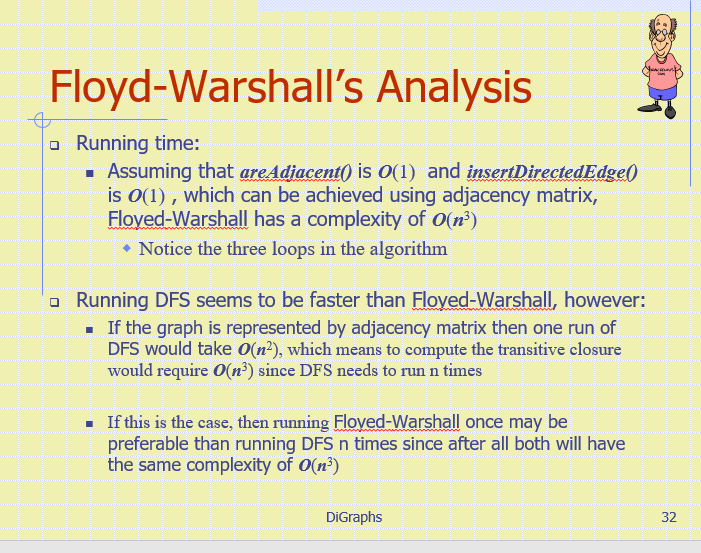 Floyd-Warshall’s Analysis
Running time:
Assuming that areAdjacent() is O(1) and insertDirectedEdge()
is O(1) , which can be achieved using adjacency matrix,
Floyed-Warshall has a complexity of O(n³)
Notice the three loops in the algorithm
Running DFS seems to be faster than Floyed-Warshall, however:
If the graph is represented by adjacency matrix then one run of
DFS would take O(n²), which means to compute the transitive closure
would require O(n³) since DFS needs to run n times
If this is the case, then running Floyed-Warshall once may be
preferable than running DFS n times since after all both will have
the same complexity of O(n³)
DiGraphs
32